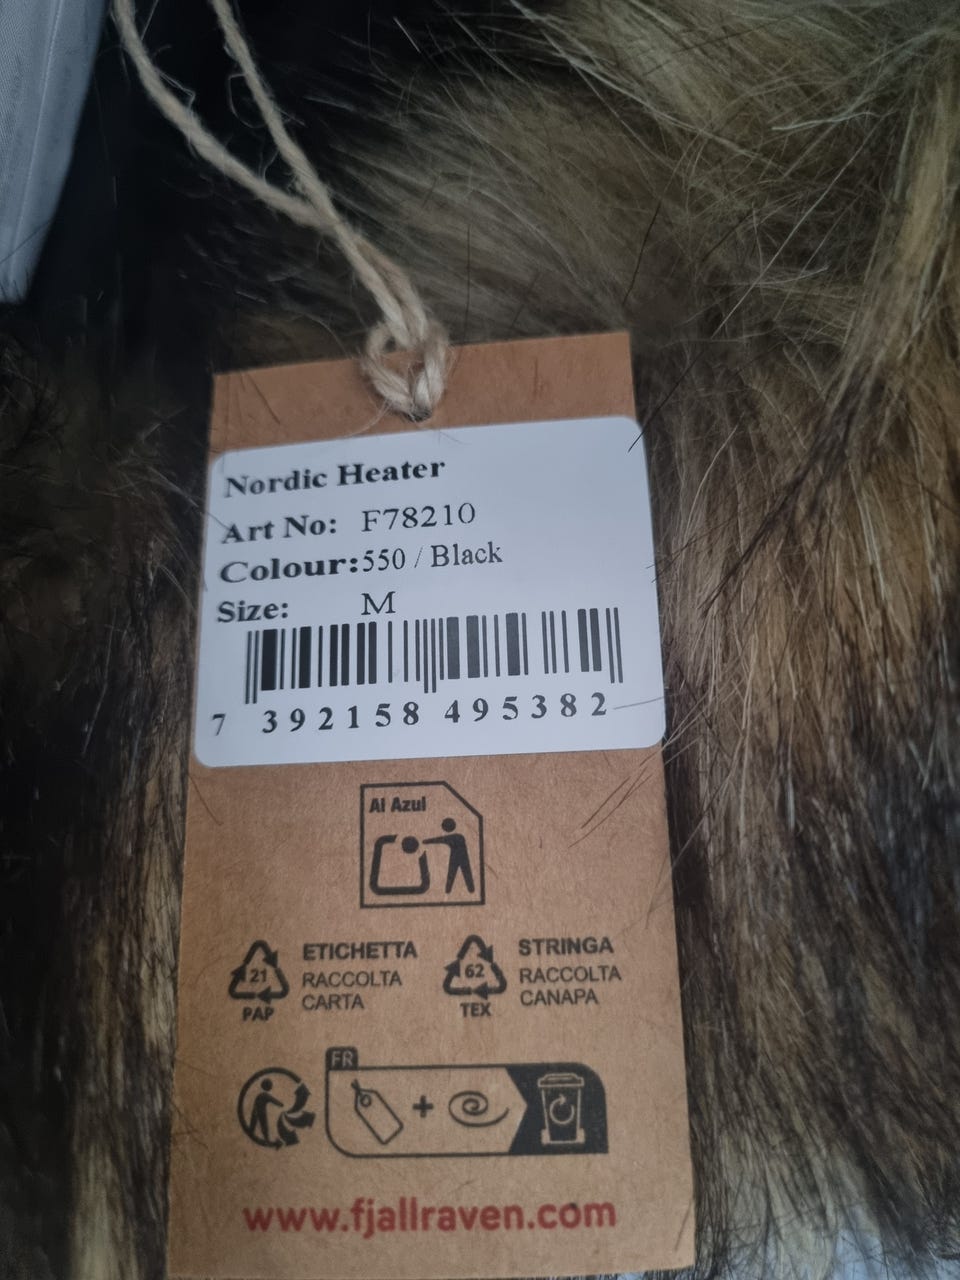 Nordic Heater
Art No: F78210
Colour:550 / Black
Size: M
7 392158 495382
Al Azul
21
PAP
ETICHETTA
RACCOLTA
CARTA
62
TEX
STRINGA
RACCOLTA
CANAPA
FR
+
www.fjallraven.com